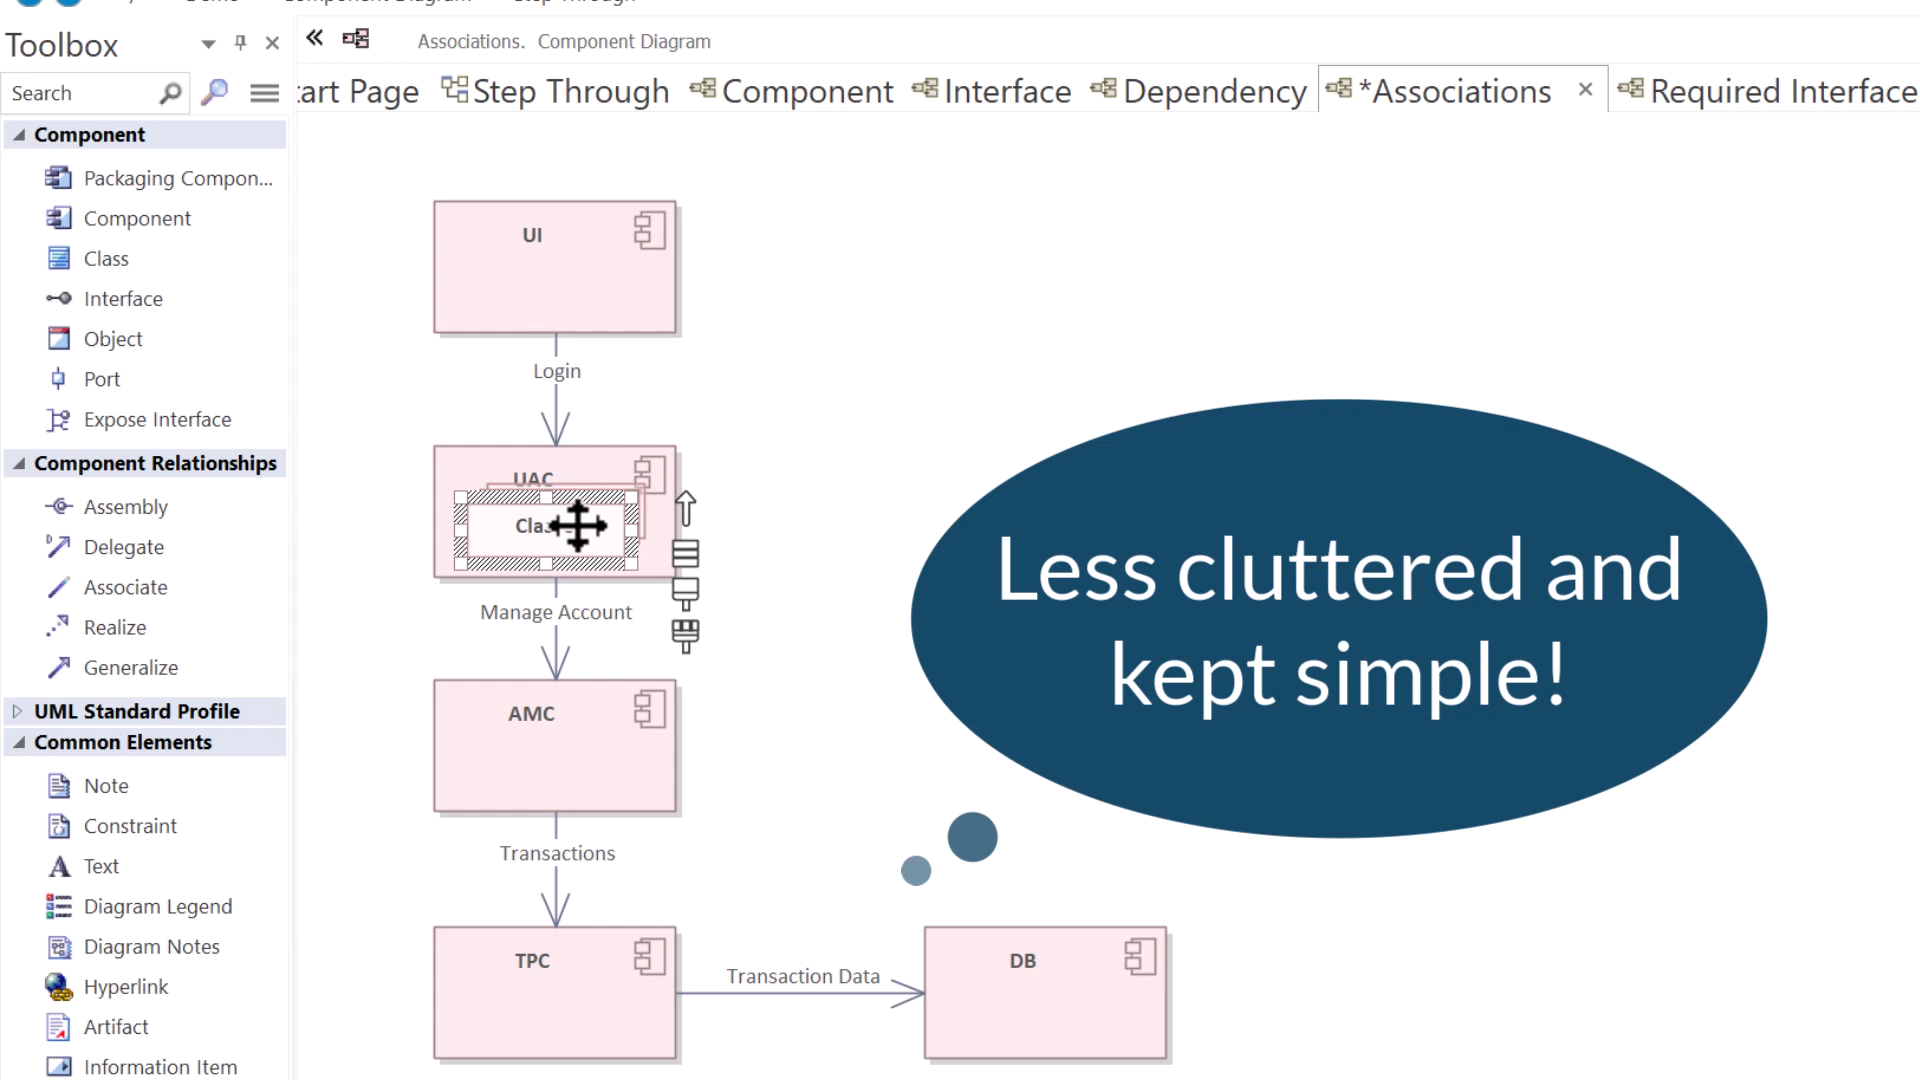 Toolbox
Associations. Component Diagram
Search
tart Page
Step Through
Component
Interface
Dependency
*Associations
Required Interface
Component
Packaging Compon...
Component
Class
Interface
Object
Port
Expose Interface
Component Relationships
Assembly
Delegate
Associate
Realize
Generalize
UML Standard Profile
Common Elements
Note
Constraint
Text
Diagram Legend
Diagram Notes
Hyperlink
Artifact
Information Item
UI
Login
UAC
Manage Account
AMC
Transactions
TPC
Transaction Data
DB
Less cluttered and
kept simple!